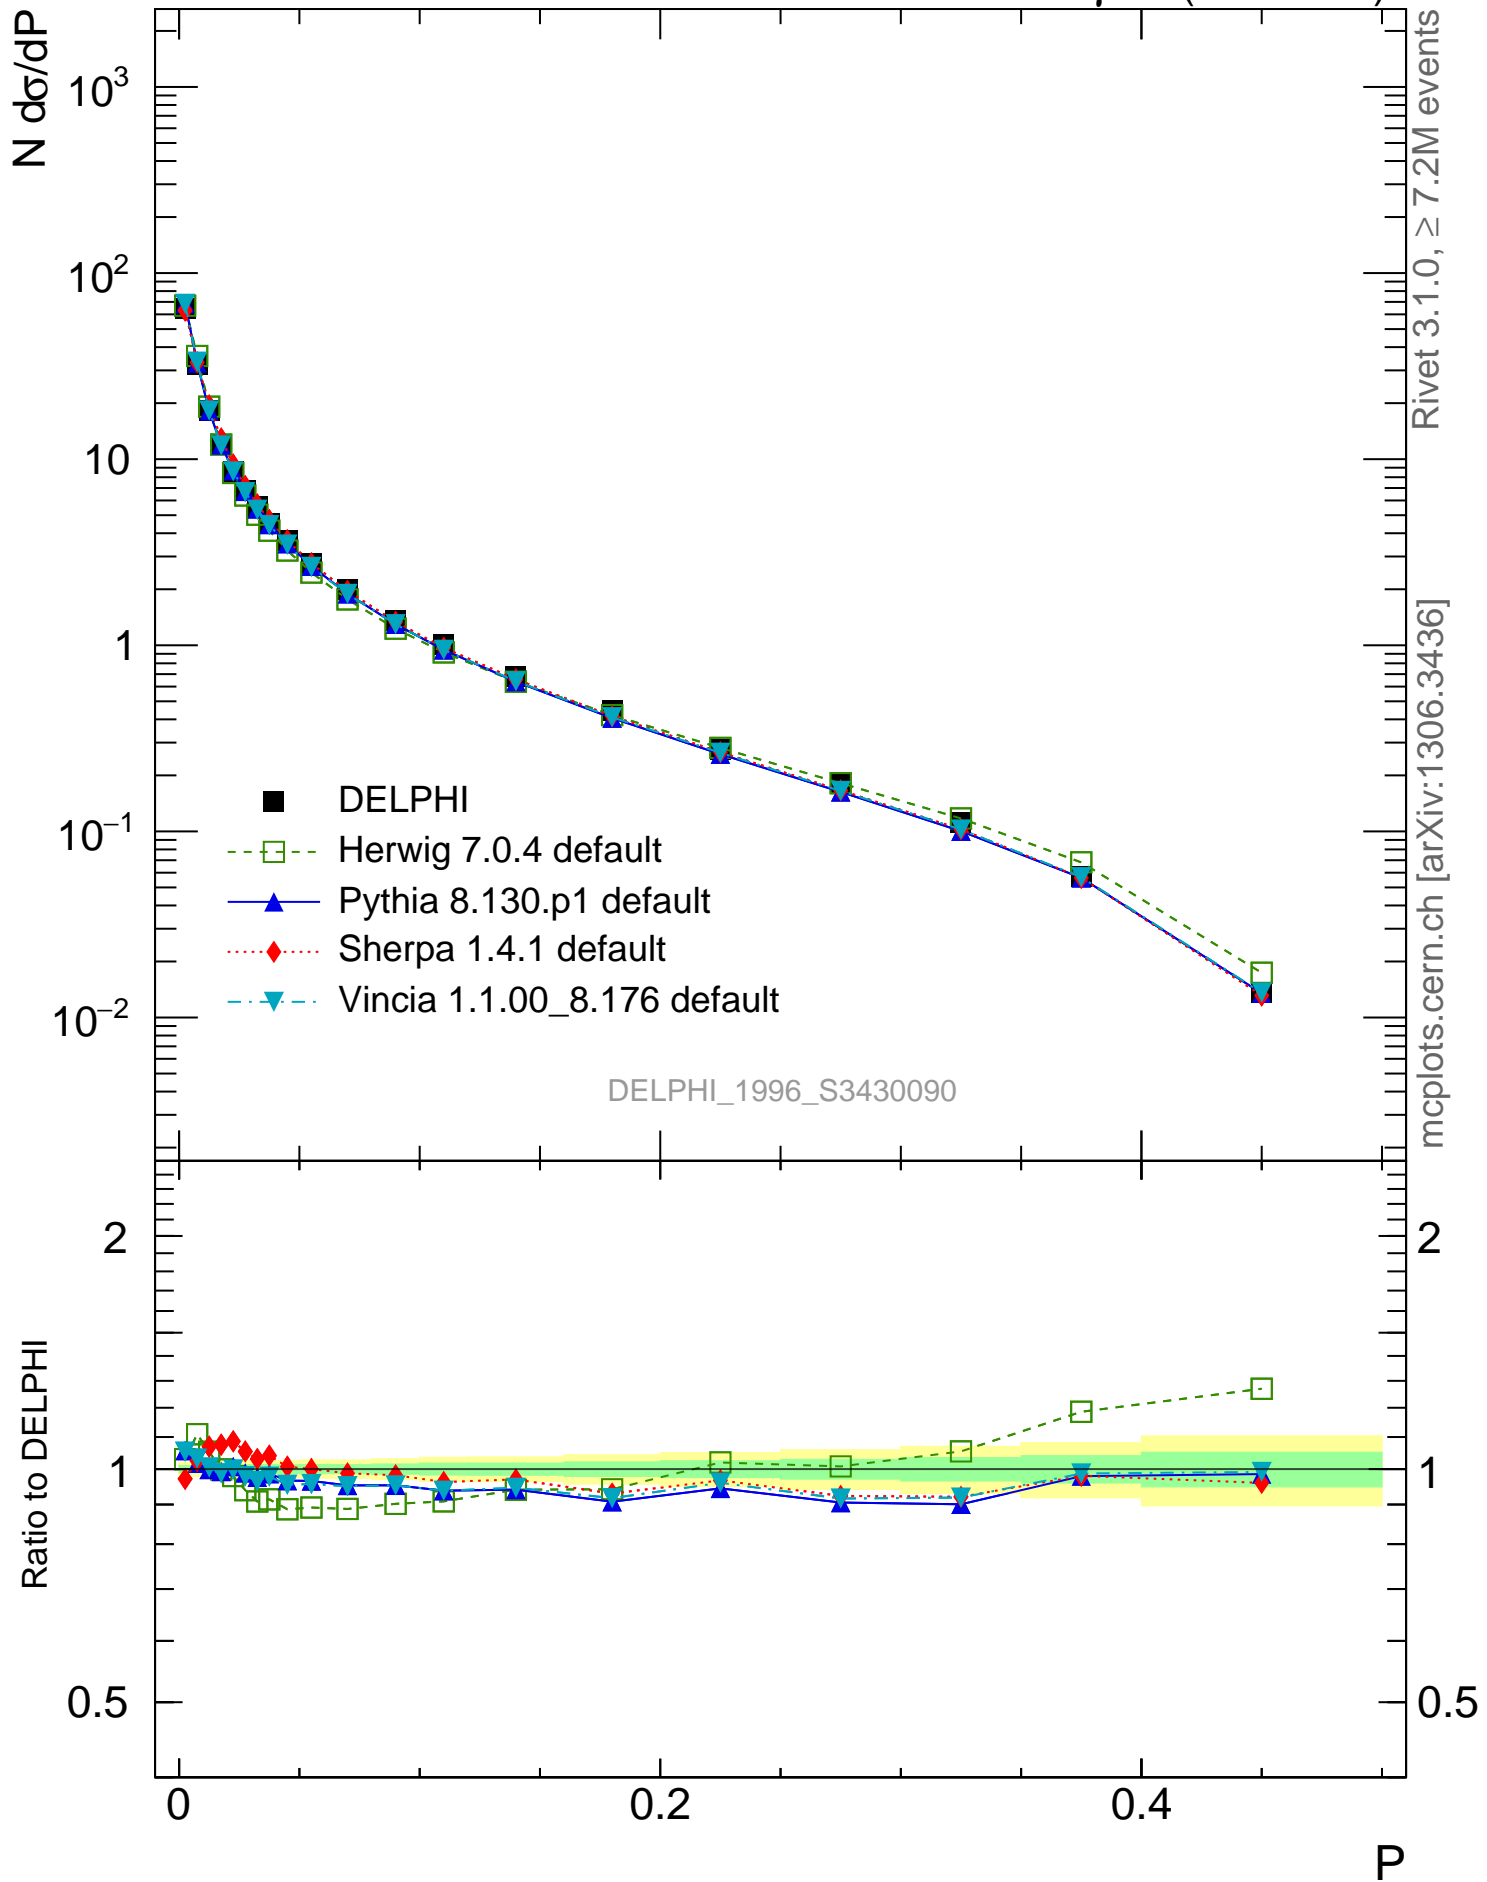 N dσ/dP
10³
10²
10
1
10⁻¹
10⁻²
DELPHI
Herwig 7.0.4 default
Pythia 8.130.p1 default
Sherpa 1.4.1 default
Vincia 1.1.00_8.176 default
DELPHI_1996_S3430090
Rivet 3.1.0, ≥ 7.2M events
mcplots.cern.ch [arXiv:1306.3436]
Ratio to DELPHI
2
1
0.5
2
1
0.5
0
0.2
0.4
P